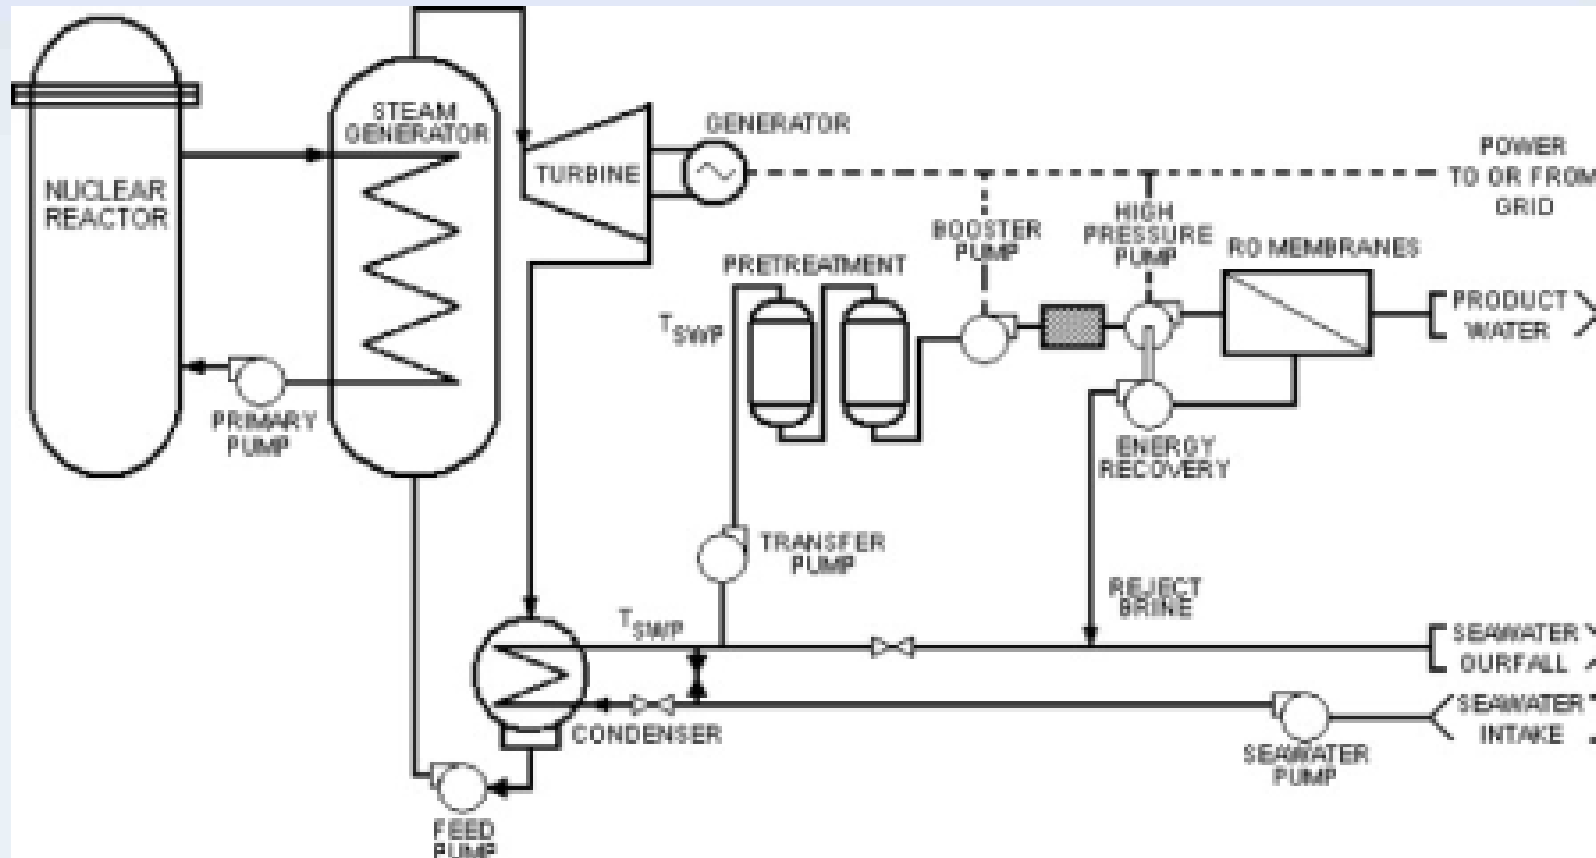 STEAM
GENERATOR
NUCLEAR
REACTOR
TURBINE
GENERATOR
POWER
TO OR FROM
GRID
BOOSTER
PUMP
HIGH
PRESSURE
PUMP
RO MEMBRANES
PRETREATMENT
TSWP
PRODUCT
WATER
PRIMARY
PUMP
ENERGY
RECOVERY
TRANSFER
PUMP
REJECT
BRINE
TSWP
SEAWATER
OURFALL
SEAWATER
INTAKE
CONDENSER
SEAWATER
PUMP
FEED
PUMP